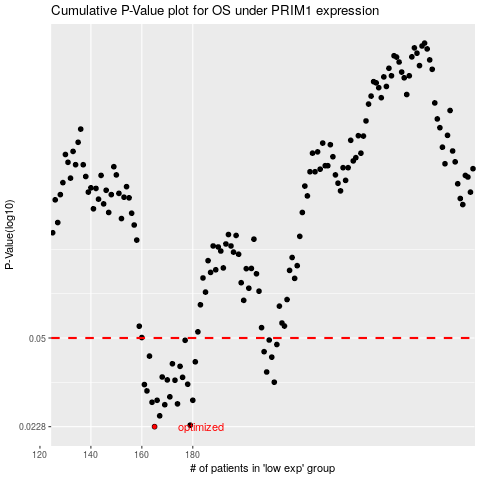 Cumulative P-Value plot for OS under PRIM1 expression
P-Value(log10)
0.05
0.0228
optimized
120 140 160 180
# of patients in 'low exp' group